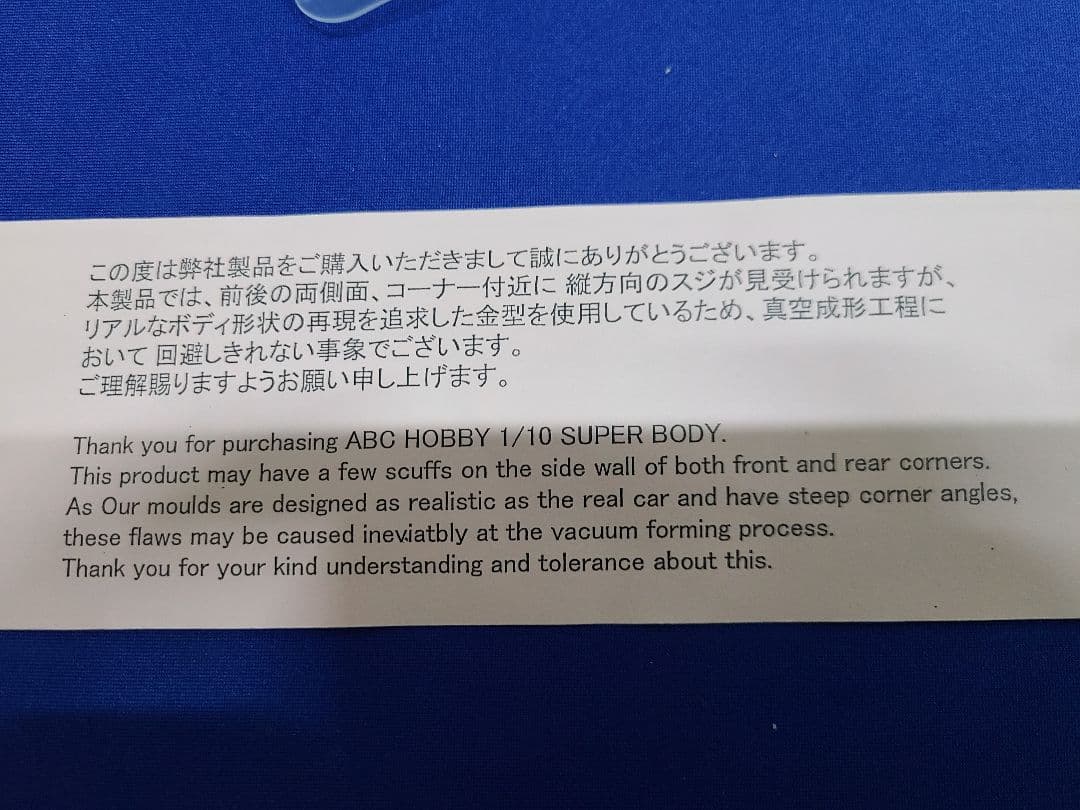 この度は弊社製品をご購入いただきまして誠にありがとうございます。
本製品では、前後の両側面、コーナー付近に 縦方向のスジが見受けられますが、
リアルなボディ形状の再現を追求した金型を使用しているため、真空成形工程に
おいて 回避しきれない事象でございます。
ご理解賜りますようお願い申し上げます。
Thank you for purchasing ABC HOBBY 1/10 SUPER BODY.
This product may have a few scuffs on the side wall of both front and rear corners.
As Our moulds are designed as realistic as the real car and have steep corner angles,
these flaws may be caused ineviatbly at the vacuum forming process.
Thank you for your kind understanding and tolerance about this.